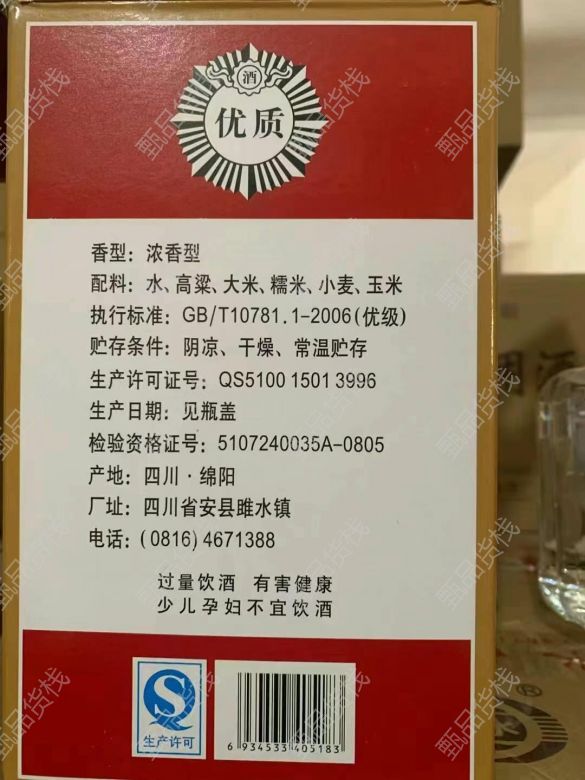 酒
优质
香型：浓香型
配料：水、高粱、大米、糯米、小麦、玉米
执行标准：GB/T10781.1-2006(优级)
贮存条件：阴凉、干燥、常温贮存
生产许可证号：QS5100 1501 3996
生产日期：见瓶盖
检验资格证号：5107240035A-0805
产地：四川·绵阳
厂址：四川省安县雎水镇
电话：(0816)4671388
过量饮酒 有害健康
少儿孕妇不宜饮酒
生产许可
6 934533 405183
酒
®
甄品货栈